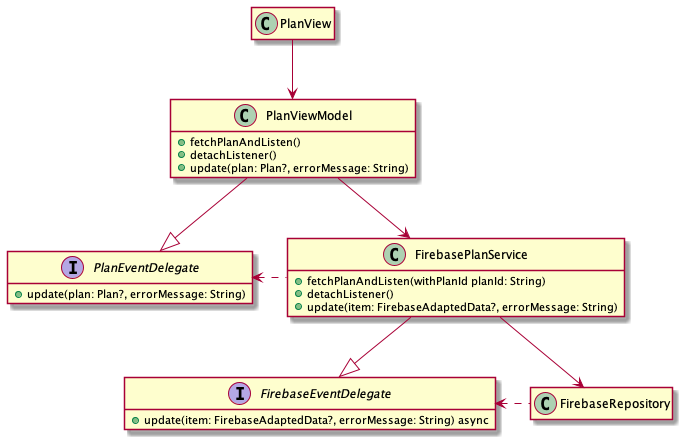 C PlanView
C PlanViewModel
fetchPlanAndListen()
detachListener()
update(plan: Plan?, errorMessage: String)
I PlanEventDelegate
update(plan: Plan?, errorMessage: String)
C FirebasePlanService
fetchPlanAndListen(withPlanId planId: String)
detachListener()
update(item: FirebaseAdaptedData?, errorMessage: String)
I FirebaseEventDelegate
update(item: FirebaseAdaptedData?, errorMessage: String) async
C FirebaseRepository